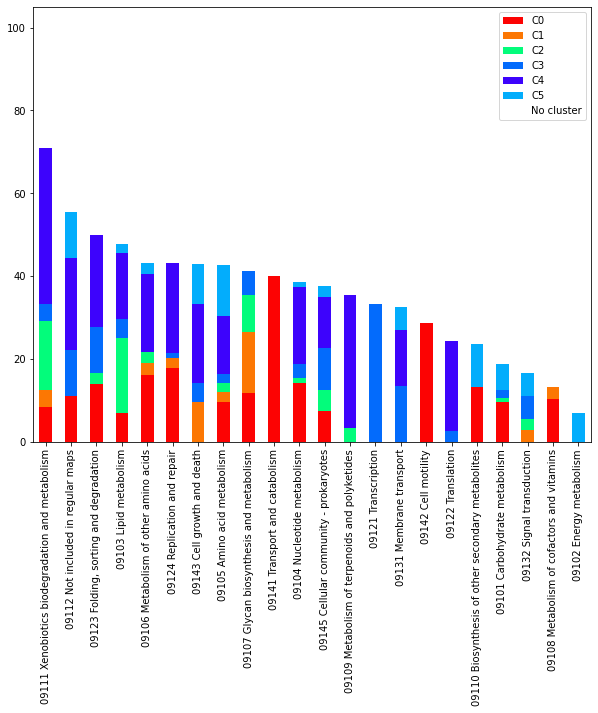 100
80
60
40
20
0
C0
C1
C2
C3
C4
C5
No cluster
09111 Xenobiotics biodegradation and metabolism
09112 Not included in regular maps
09123 Folding, sorting and degradation
09103 Lipid metabolism
09106 Metabolism of other amino acids
09124 Replication and repair
09143 Cell growth and death
09105 Amino acid metabolism
09107 Glycan biosynthesis and metabolism
09141 Transport and catabolism
09104 Nucleotide metabolism
09145 Cellular community - prokaryotes
09109 Metabolism of terpenoids and polyketides
09121 Transcription
09131 Membrane transport
09142 Cell motility
09122 Translation
09110 Biosynthesis of other secondary metabolites
09101 Carbohydrate metabolism
09132 Signal transduction
09108 Metabolism of cofactors and vitamins
09102 Energy metabolism